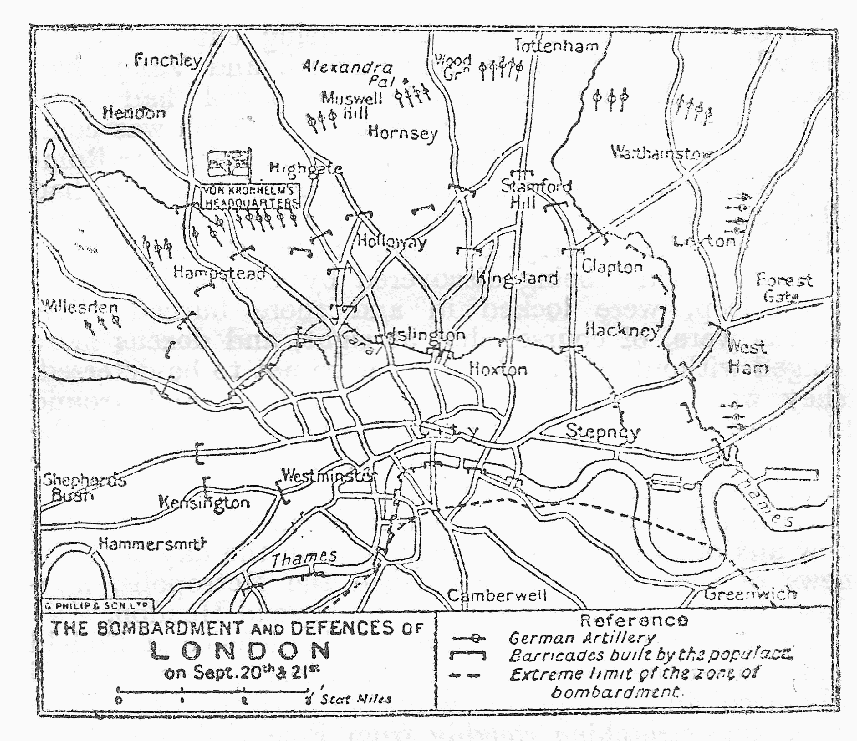 Finchley
Tottenham
Alexandra
Pal.
Wood
Grn
Hendon
Muswell
Hill
Hornsey
Walthamstow
Highgate
VON KRONHELM'S
HEADQUARTERS
Stamford
Hill
Holloway
Leyton
Hampstead
Kingsland
Clapton
Forest
Gate
Willesden
Canal
Islington
Hackney
West
Ham
Hoxton
City
Stepney
Shepherds
Bush
Westminstr
Kensington
Thames
Hammersmith
Thames
Camberwell
Greenwich
G. PHILIP & SON LTD
THE BOMBARDMENT AND DEFENCES OF
LONDON
on Sept. 20th & 21st
0 1 2 3 Stat Miles
Reference
German Artillery
Barricades built by the populace
Extreme limit of the zone of
bombardment.